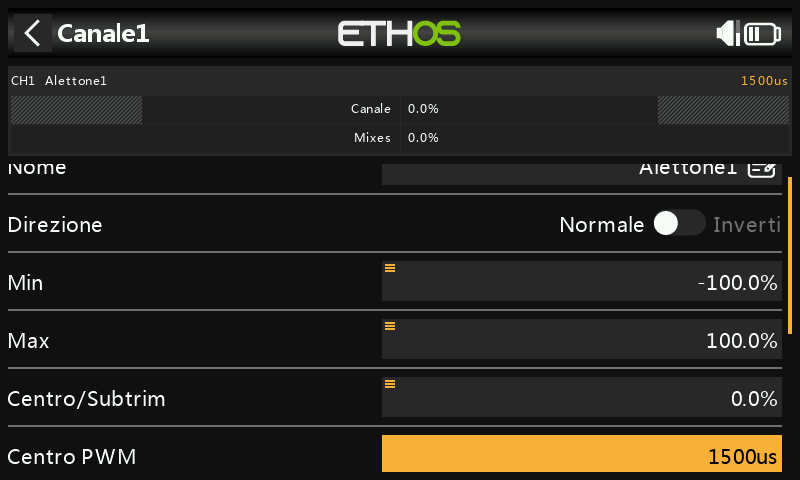 Canale1
ETHOS
CH1 Alettone1 1500us
Canale 0.0%
Mixes 0.0%
Nome Alettone1
Direzione Normale Inverti
Min -100.0%
Max 100.0%
Centro/Subtrim 0.0%
Centro PWM 1500us